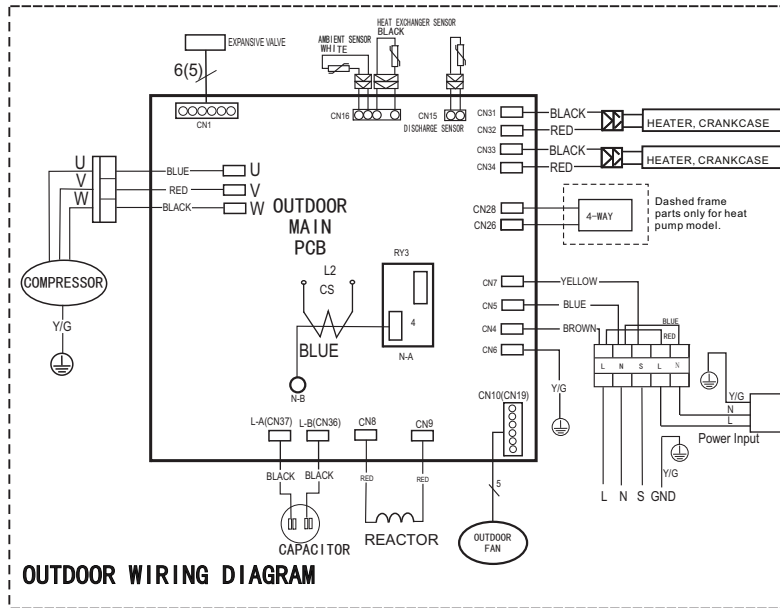 EXPANSIVE VALVE
6(5)
CN1
HEAT EXCHANGER SENSOR
BLACK
AMBIENT SENSOR
WHITE
CN16
CN15
DISCHARGE SENSOR
CN31
BLACK
HEATER, CRANKCASE
CN32
RED
CN33
BLACK
HEATER, CRANKCASE
CN34
RED
U
V
W
BLUE
RED
BLACK
U
V
W
OUTDOOR
MAIN
PCB
CN28
CN26
4-WAY
Dashed frame
parts only for heat
pump model.
COMPRESSOR
Y/G
L2
CS
BLUE
N-B
RY3
4
N-A
CN7
YELLOW
CN5
BLUE
CN4
BROWN
CN6
Y/G
BLUE
RED
L N S L N
Y/G
N
L
Power Input
Y/G
L N S GND
CN10(CN19)
5
OUTDOOR
FAN
L-A(CN37)
L-B(CN36)
CN8
CN9
BLACK
BLACK
RED
RED
CAPACITOR
REACTOR
OUTDOOR WIRING DIAGRAM